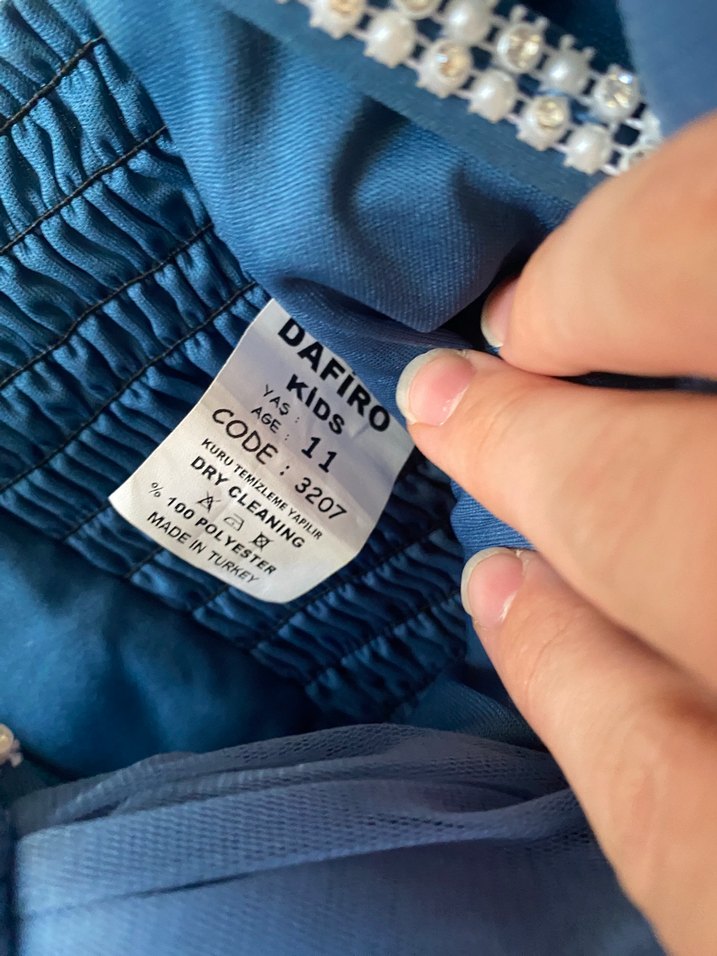 DAFİRO
KIDS
YAŞ :
AGE : 11
CODE : 3207
KURU TEMİZLEME YAPILIR
DRY CLEANING
% 100 POLYESTER
MADE IN TURKEY